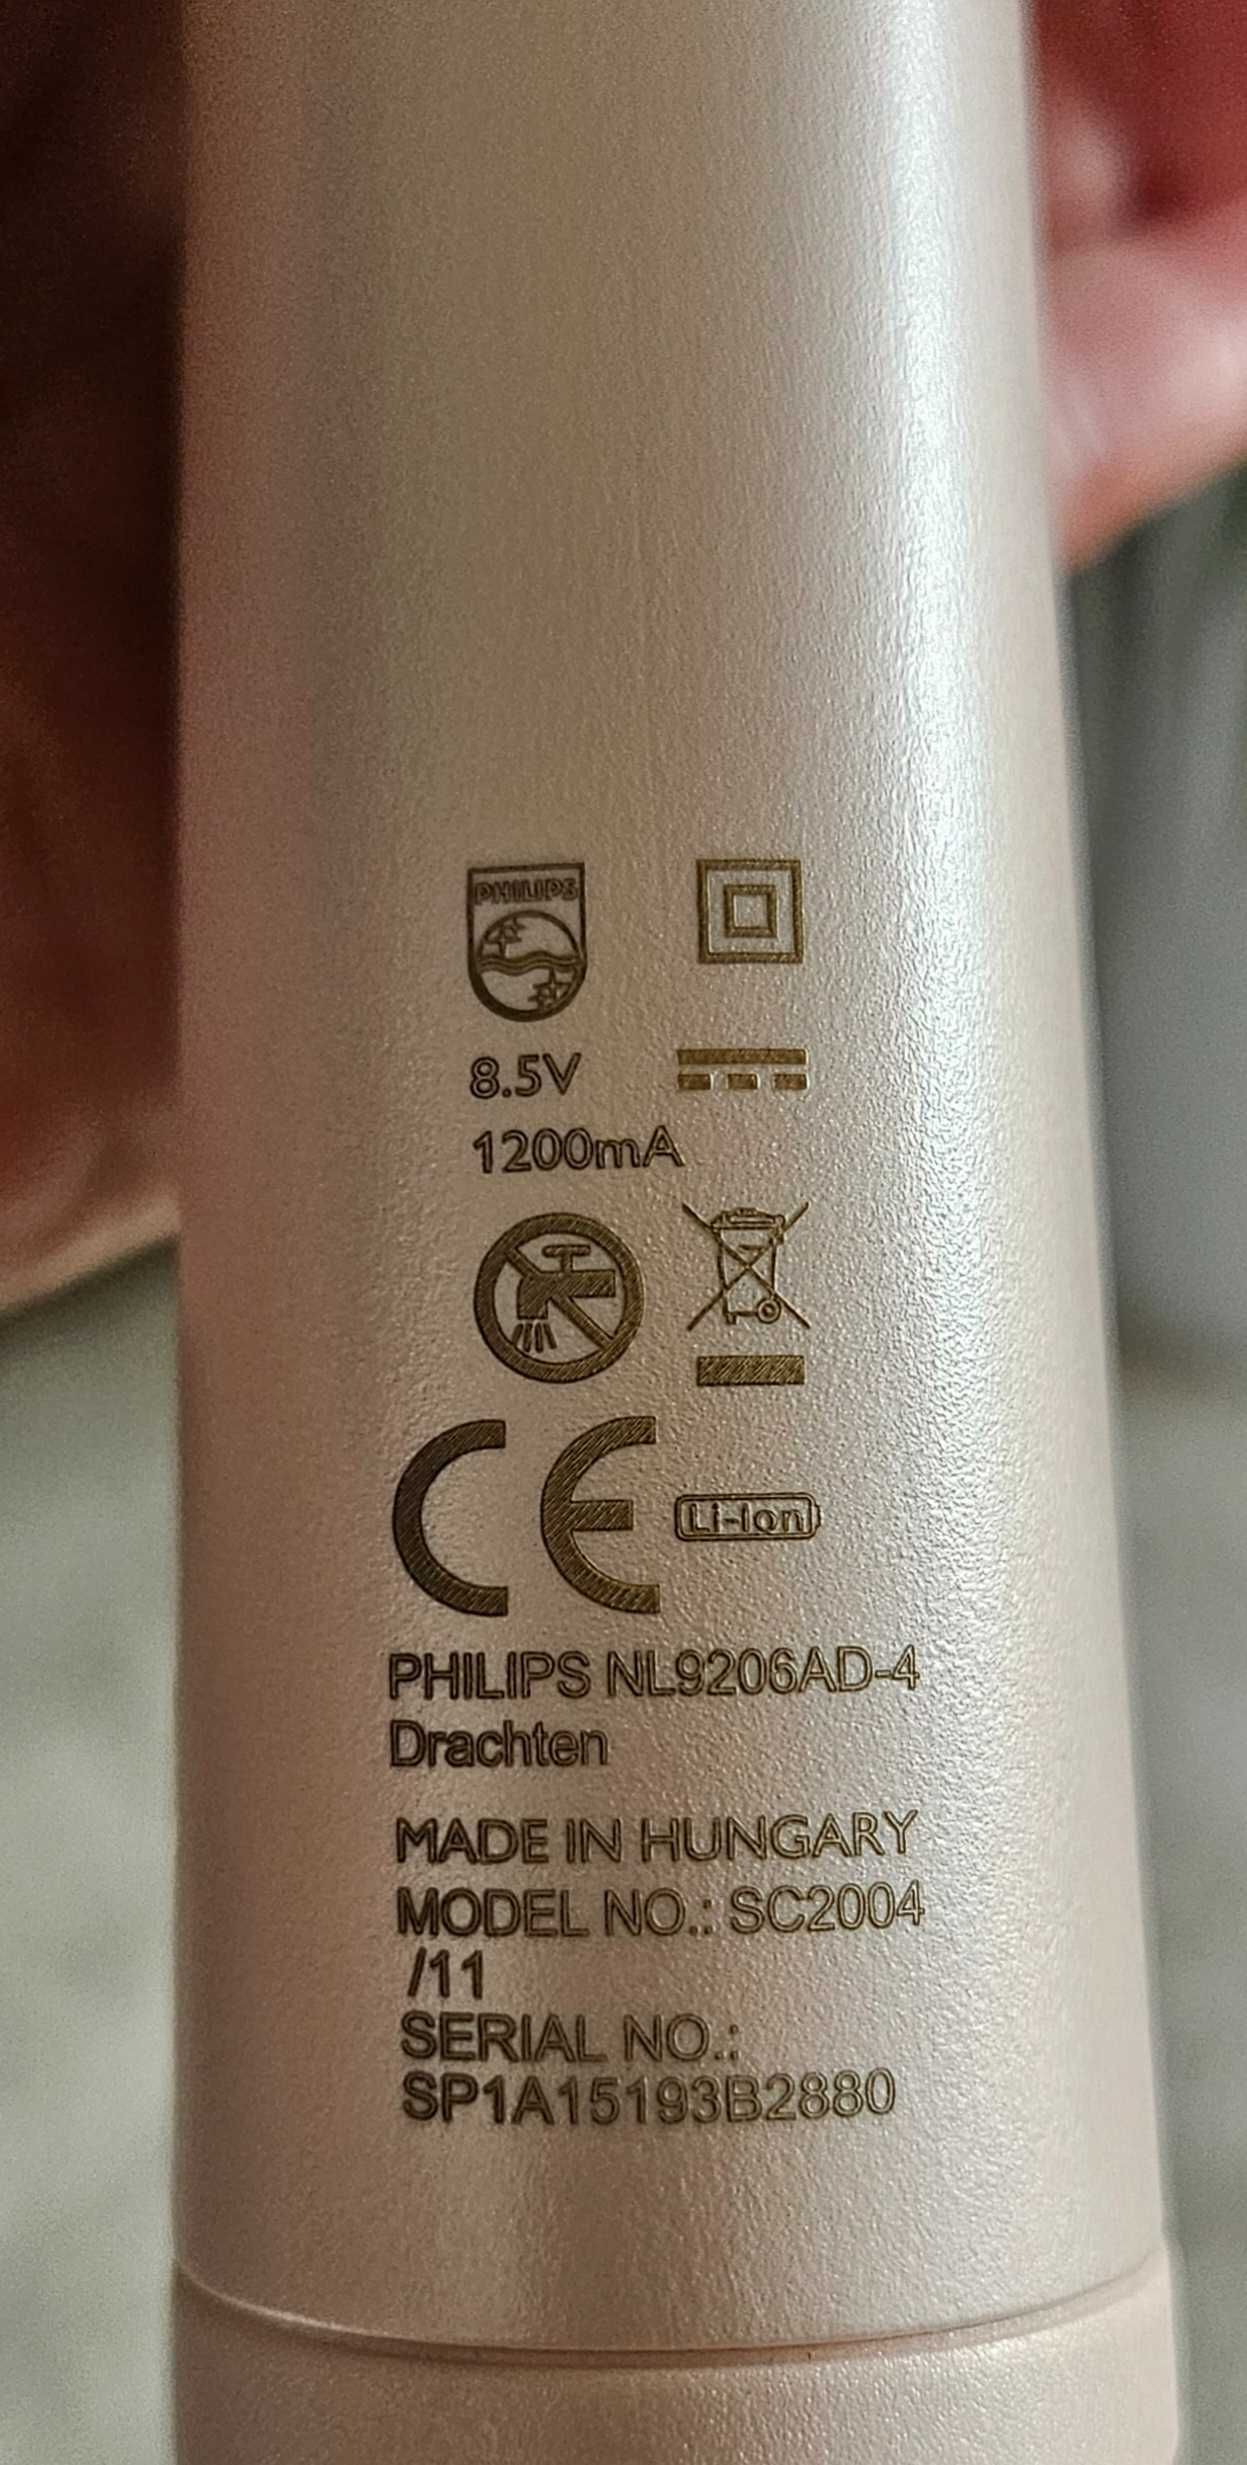 PHILIPS
8.5V
1200mA
CE
Li-Ion
PHILIPS NL9206AD-4
Drachten
MADE IN HUNGARY
MODEL NO.: SC2004
/11
SERIAL NO.:
SP1A15193B2880